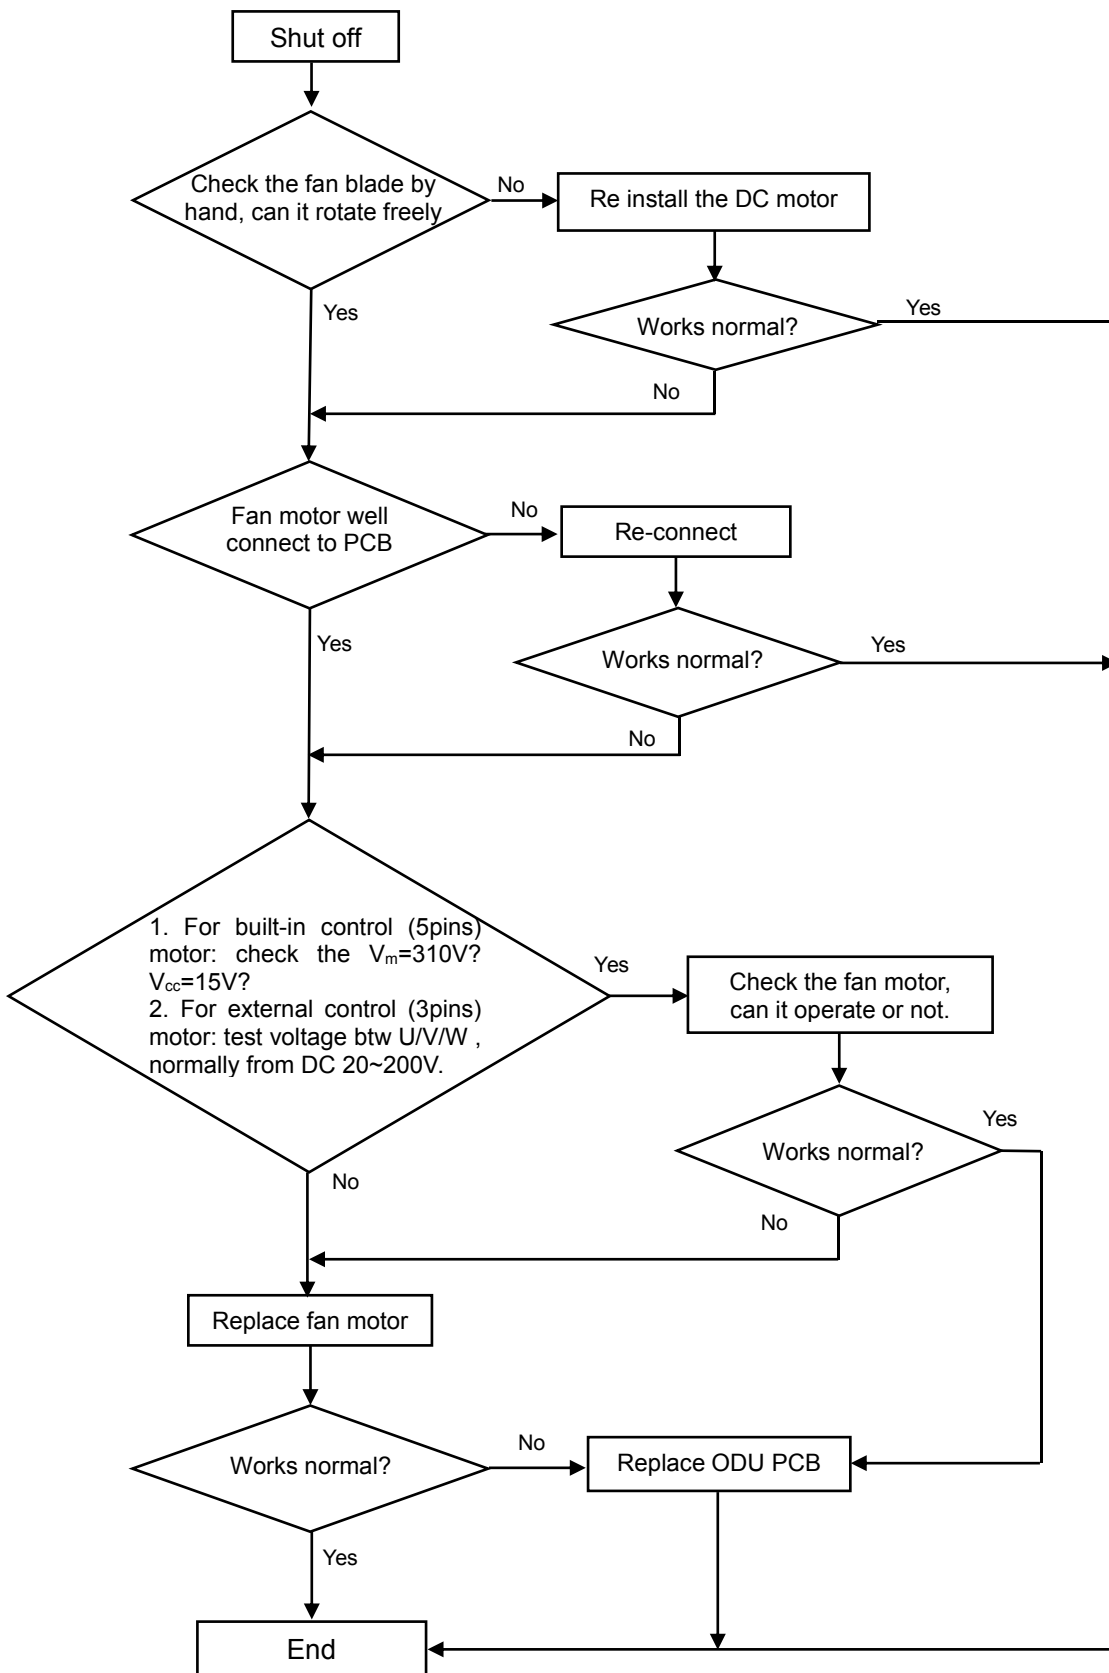 Shut off
Check the fan blade by
hand, can it rotate freely
No
Re install the DC motor
Yes
Works normal?
Yes
No
Fan motor well
connect to PCB
No
Re-connect
Yes
Works normal?
Yes
No
1. For built-in control (5pins)
motor: check the Vm=310V?
Vcc=15V?
2. For external control (3pins)
motor: test voltage btw U/V/W ,
normally from DC 20~200V.
Yes
Check the fan motor,
can it operate or not.
Works normal?
Yes
No
No
Replace fan motor
Works normal?
No
Replace ODU PCB
Yes
End